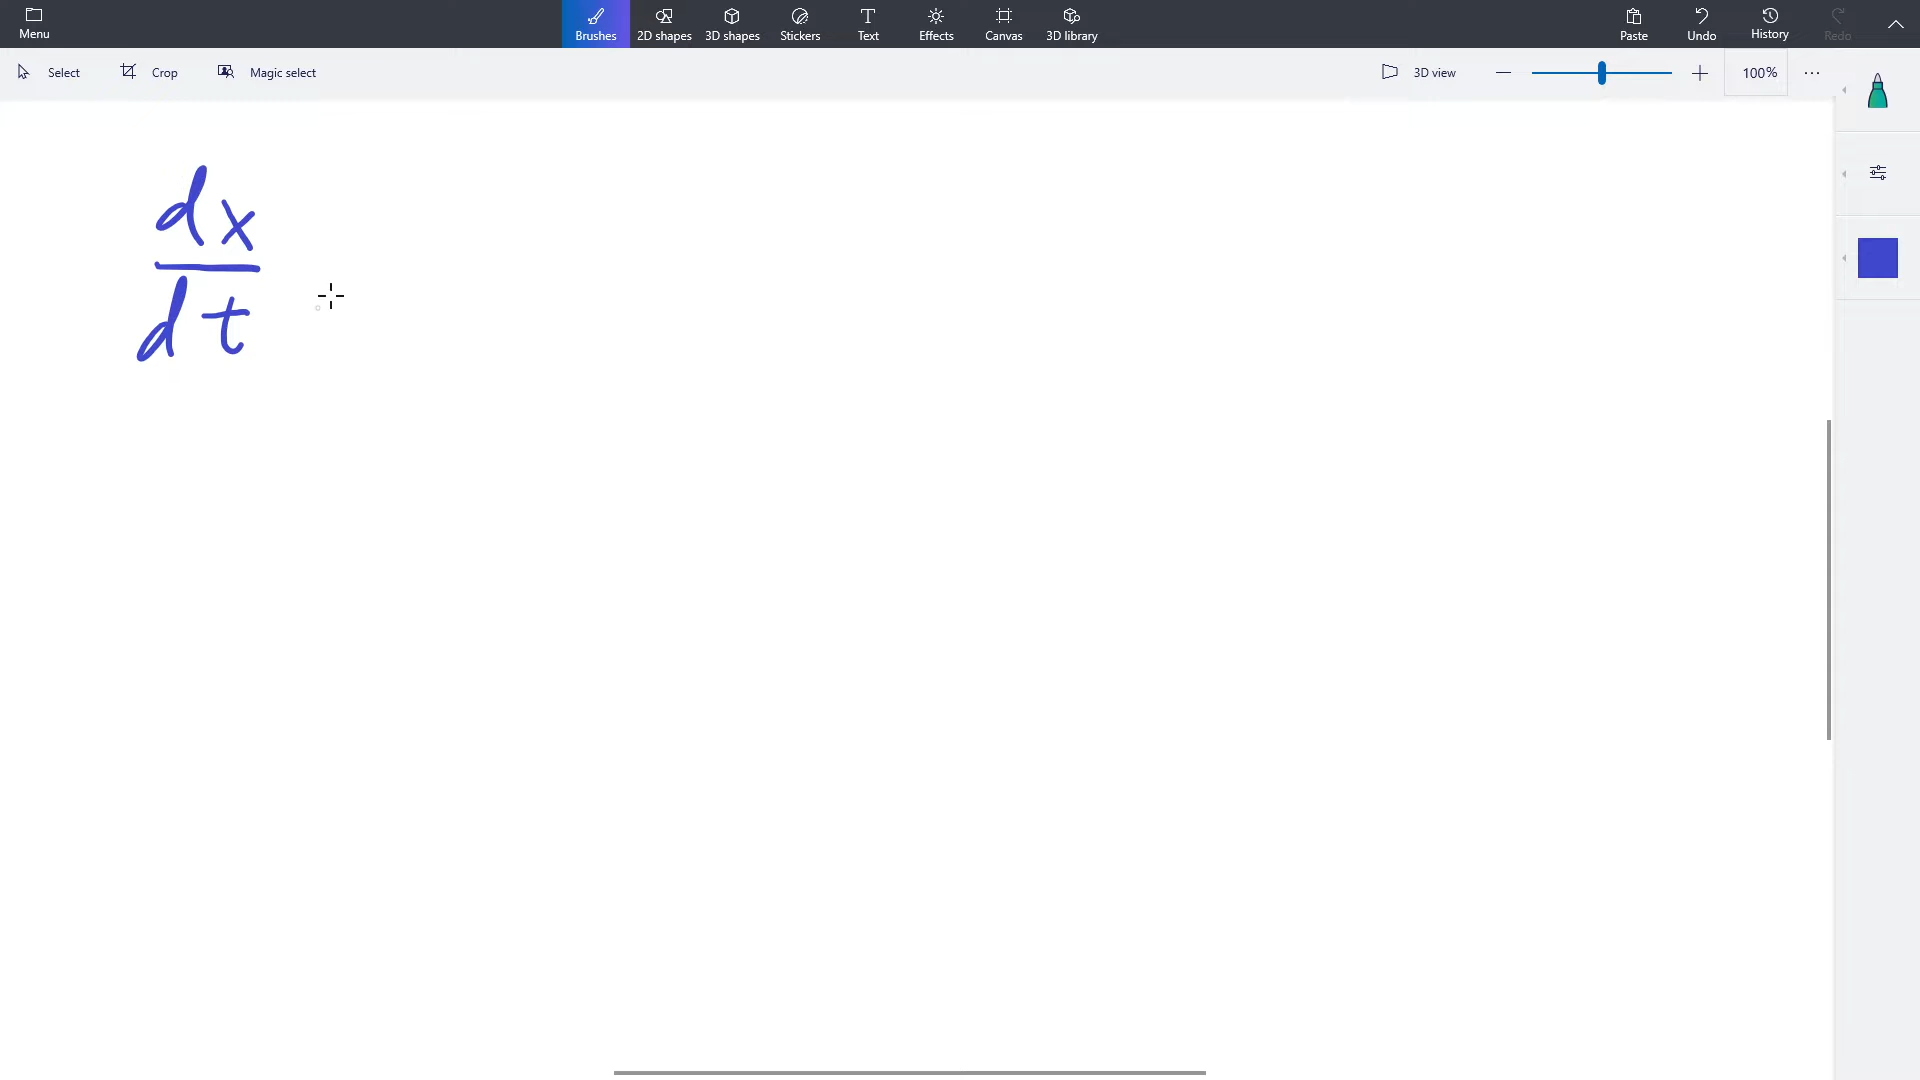 Menu Brushes 2D shapes 3D shapes Stickers Text Effects Canvas 3D library Paste Undo History Redo
Select Crop Magic select 3D view 100%
dx
dt